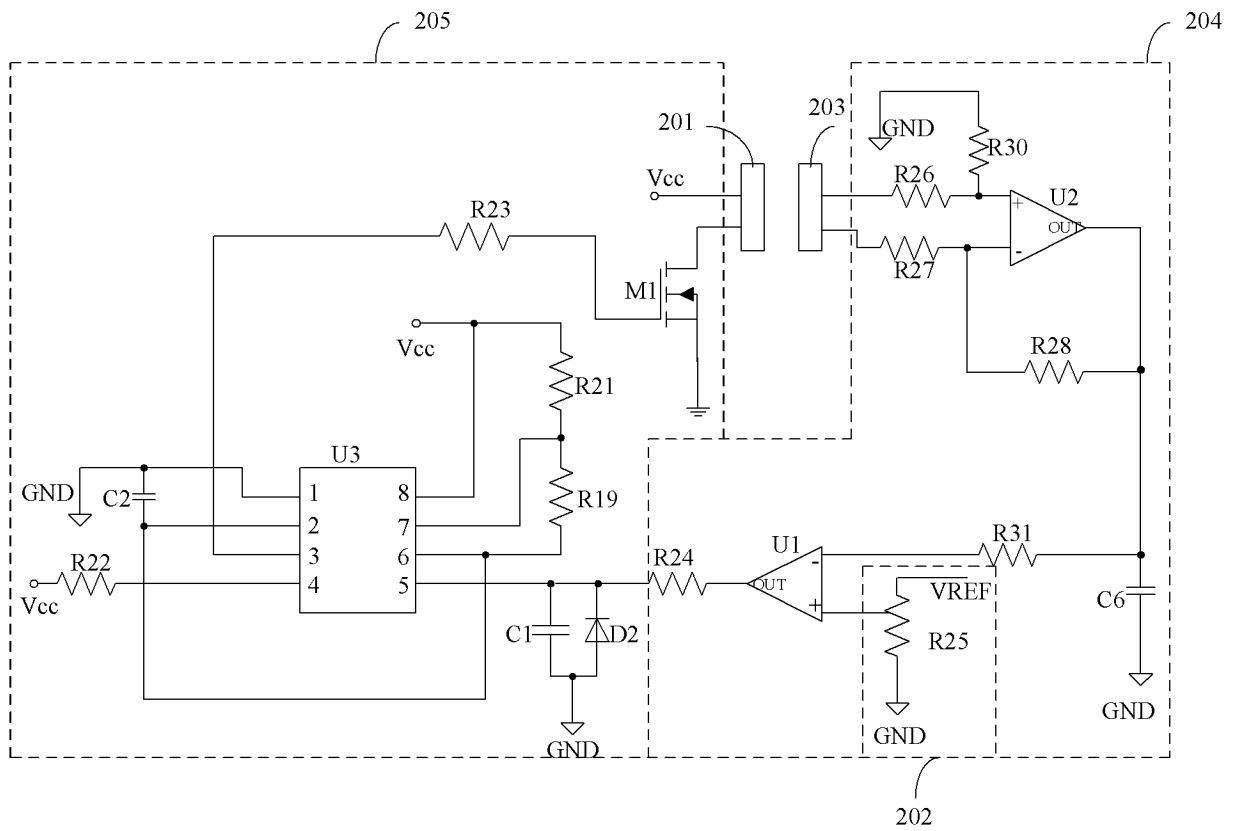 205
204
201
203
GND
R30
Vcc
R26
U2
+
OUT
-
R23
R27
M1
Vcc
R28
R21
U3
GND
C2
1
8
R19
2
7
R31
3
6
U1
R22
R24
-
4
5
OUT
VREF
Vcc
+
C6
C1
D2
R25
GND
GND
GND
202